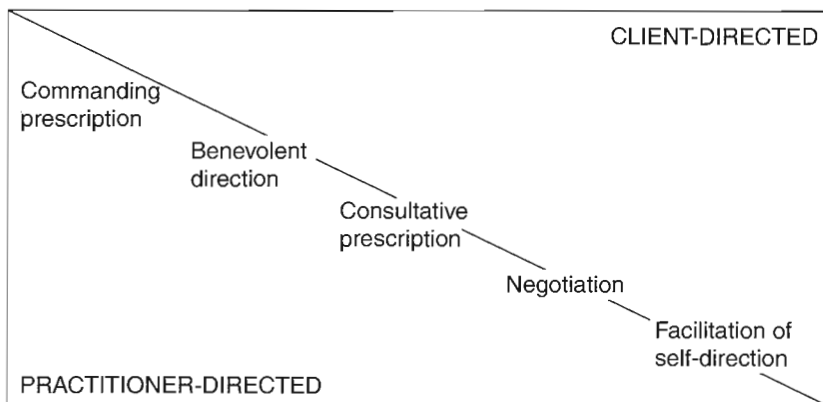 CLIENT-DIRECTED
Commanding
prescription
Benevolent
direction
Consultative
prescription
Negotiation
Facilitation of
self-direction
PRACTITIONER-DIRECTED